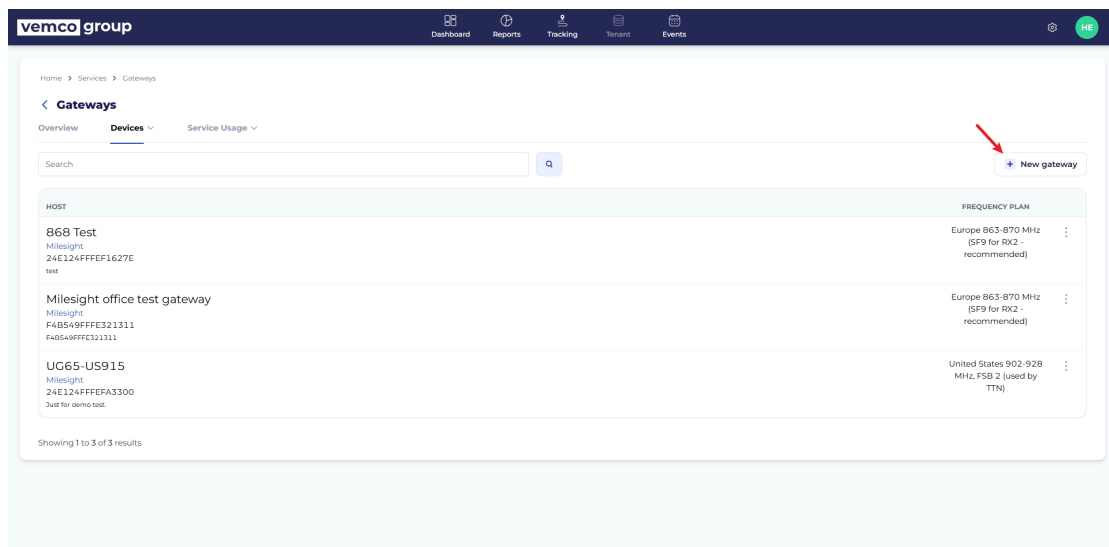 vemco group
Dashboard Reports Tracking Tenant Events
HE
Home > Services > Gateways
Gateways
Overview Devices Service Usage
Search
+ New gateway
HOST FREQUENCY PLAN
868 Test
Milesight
24E124FFFEF1627E
test
Europe 863-870 MHz
(SF9 for RX2 -
recommended)
Milesight office test gateway
Milesight
F4B549FFFE321311
F4B549FFFE321311
Europe 863-870 MHz
(SF9 for RX2 -
recommended)
UG65-US915
Milesight
24E124FFFEFA3300
Just for demo test.
United States 902-928
MHz, FSB 2 (used by
TTN)
Showing 1 to 3 of 3 results